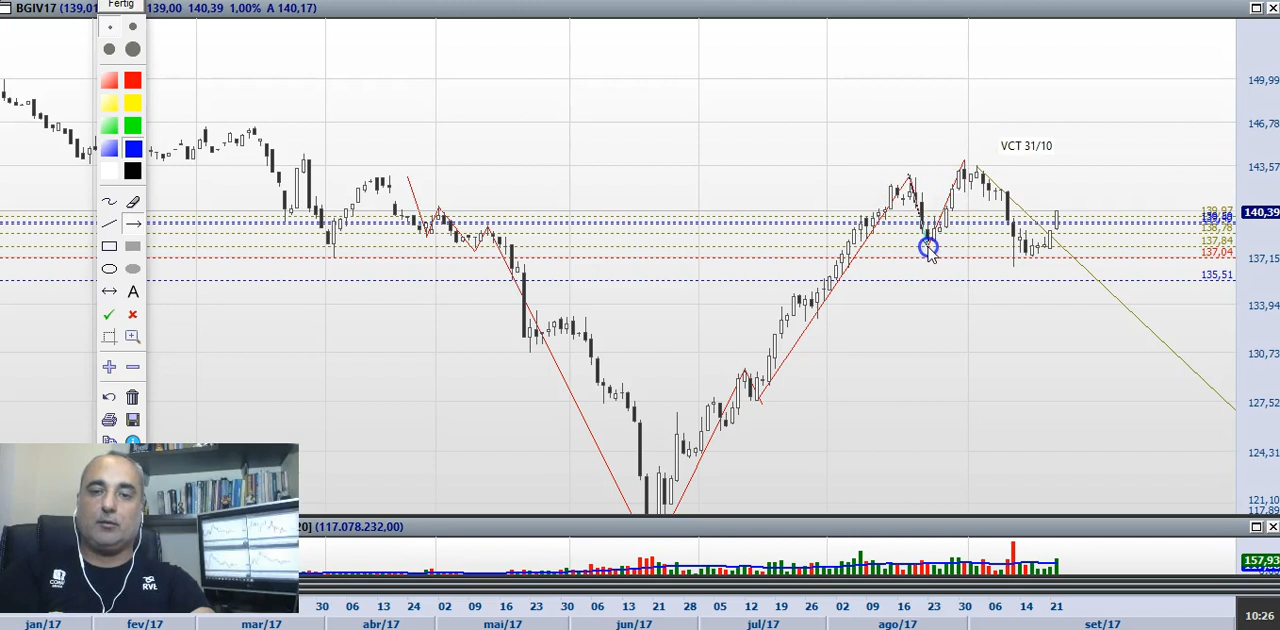 BGIV17 (139,01
139,00 140,39 1,00% A 140,17)
Fertig
A
VCT 31/10
149,99
146,78
143,57
140,39
137,15
133,94
130,73
127,52
124,31
121,10
117,89
139,97
138,78
137,84
137,04
135,51
20] (117.078.232,00)
157,93
30 06 13 24 02 09 16 23 30 06 13 21 28 05 12 19 26 02 09 16 23 30 06 14 21
jan/17 fev/17 mar/17 abr/17 mai/17 jun/17 jul/17 ago/17 set/17
10:26
RVE